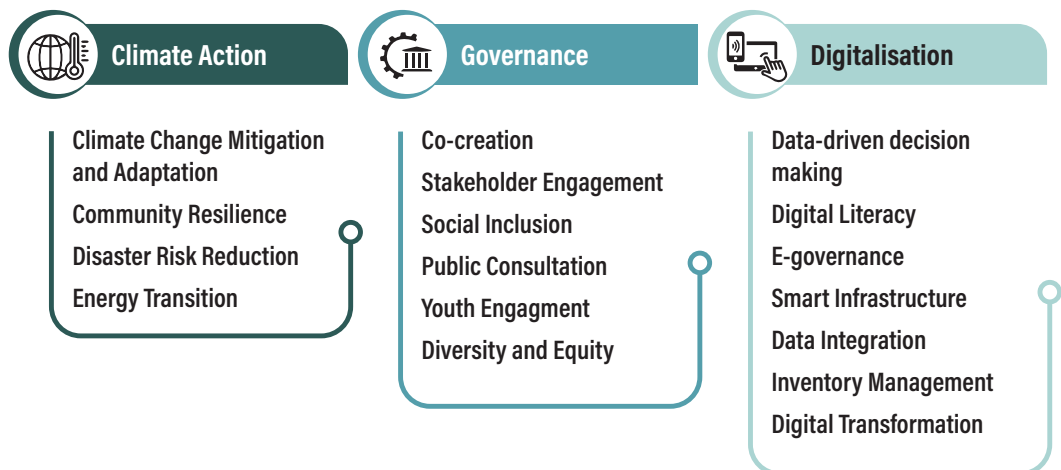 Climate Action
Climate Change Mitigation
and Adaptation
Community Resilience
Disaster Risk Reduction
Energy Transition
Governance
Co-creation
Stakeholder Engagement
Social Inclusion
Public Consultation
Youth Engagment
Diversity and Equity
Digitalisation
Data-driven decision
making
Digital Literacy
E-governance
Smart Infrastructure
Data Integration
Inventory Management
Digital Transformation